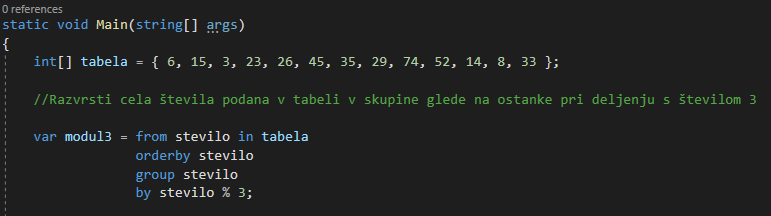 0 references
static void Main(string[] args)
{
int[] tabela = { 6, 15, 3, 23, 26, 45, 35, 29, 74, 52, 14, 8, 33 };
//Razvrsti cela števila podana v tabeli v skupine glede na ostanke pri deljenju s številom 3
var modul3 = from stevilo in tabela
orderby stevilo
group stevilo
by stevilo % 3;